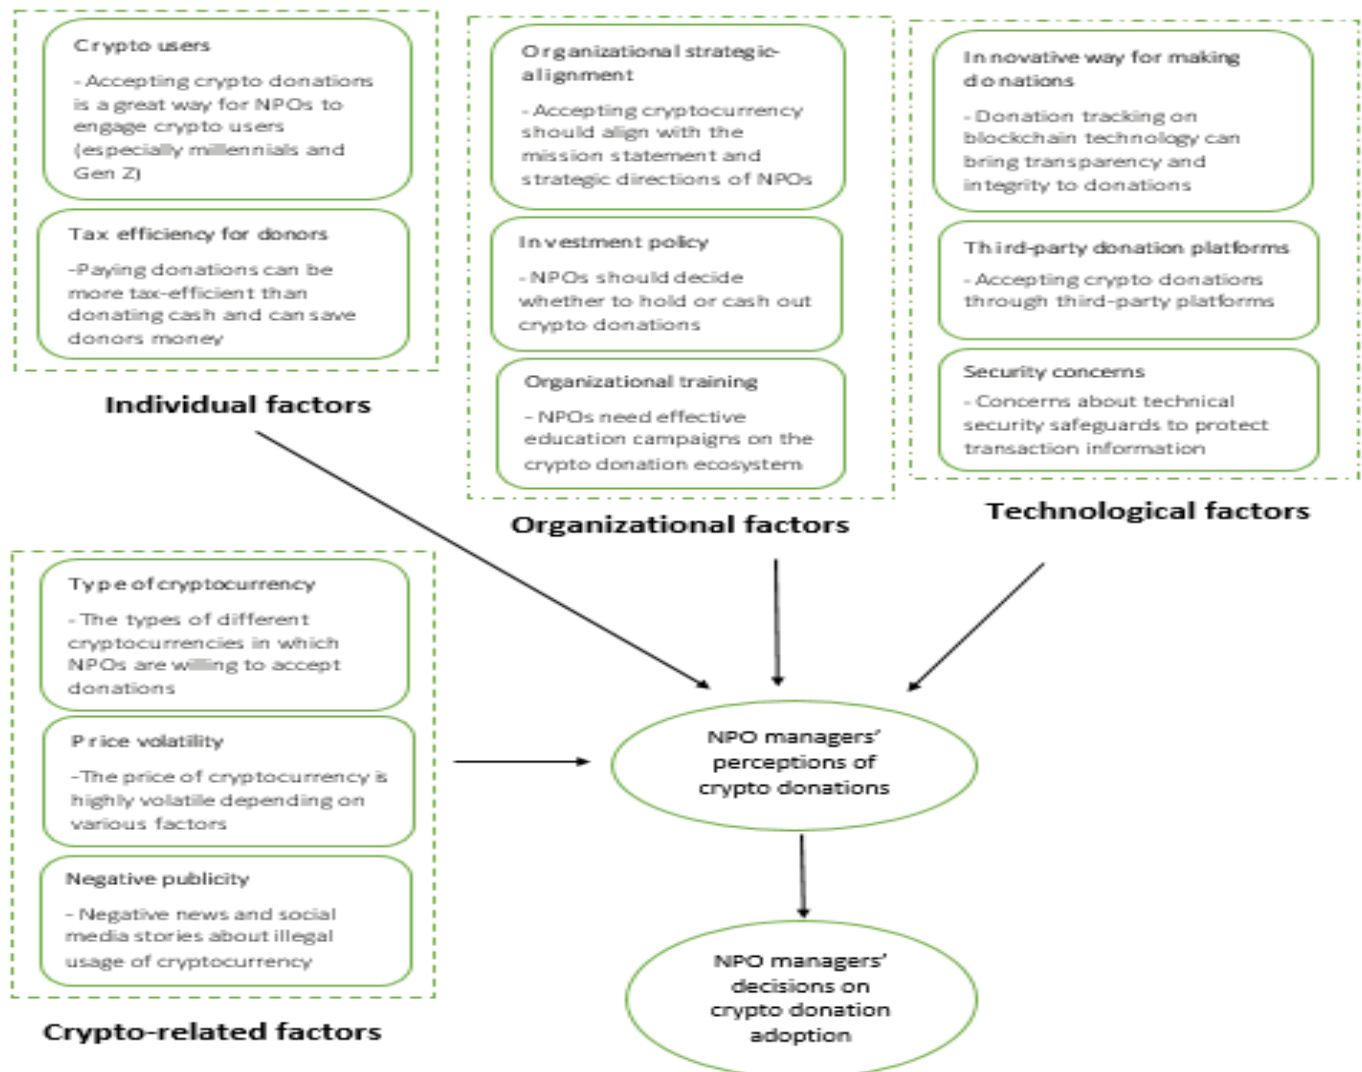 Crypto users
- Accepting crypto donations
is a great way for NPOs to
engage crypto users
(especially millennials and
Gen Z)
Tax efficiency for donors
-Paying donations can be
more tax-efficient than
donating cash and can save
donors money
Individual factors
Organizational strategic-
alignment
- Accepting cryptocurrency
should align with the
mission statement and
strategic directions of NPOs
Investment policy
- NPOs should decide
whether to hold or cash out
crypto donations
Organizational training
- NPOs need effective
education campaigns on the
crypto donation ecosystem
Organizational factors
Innovative way for making
donations
- Donation tracking on
blockchain technology can
bring transparency and
integrity to donations
Third-party donation platforms
- Accepting crypto donations
through third-party platforms
Security concerns
- Concerns about technical
security safeguards to protect
transaction information
Technological factors
Type of cryptocurrency
- The types of different
cryptocurrencies in which
NPOs are willing to accept
donations
Price volatility
-The price of cryptocurrency is
highly volatile depending on
various factors
Negative publicity
- Negative news and social
media stories about illegal
usage of cryptocurrency
Crypto-related factors
NPO managers'
perceptions of
crypto donations
NPO managers'
decisions on
crypto donation
adoption